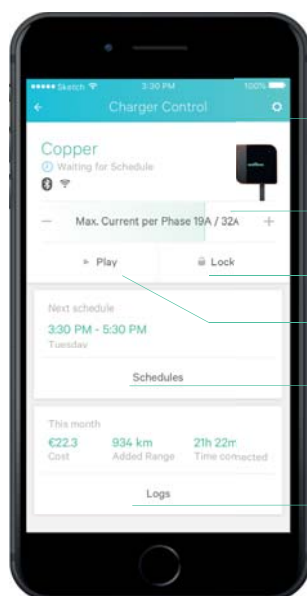 Sketch 3:30 PM 100%
Charger Control
Copper
Waiting for Schedule
Max. Current per Phase 19A / 32A
Play Lock
Next schedule
3:30 PM - 5:30 PM
Tuesday
Schedules
This month
€22.3 934 km 21h 22m
Cost Added Range Time connected
Logs